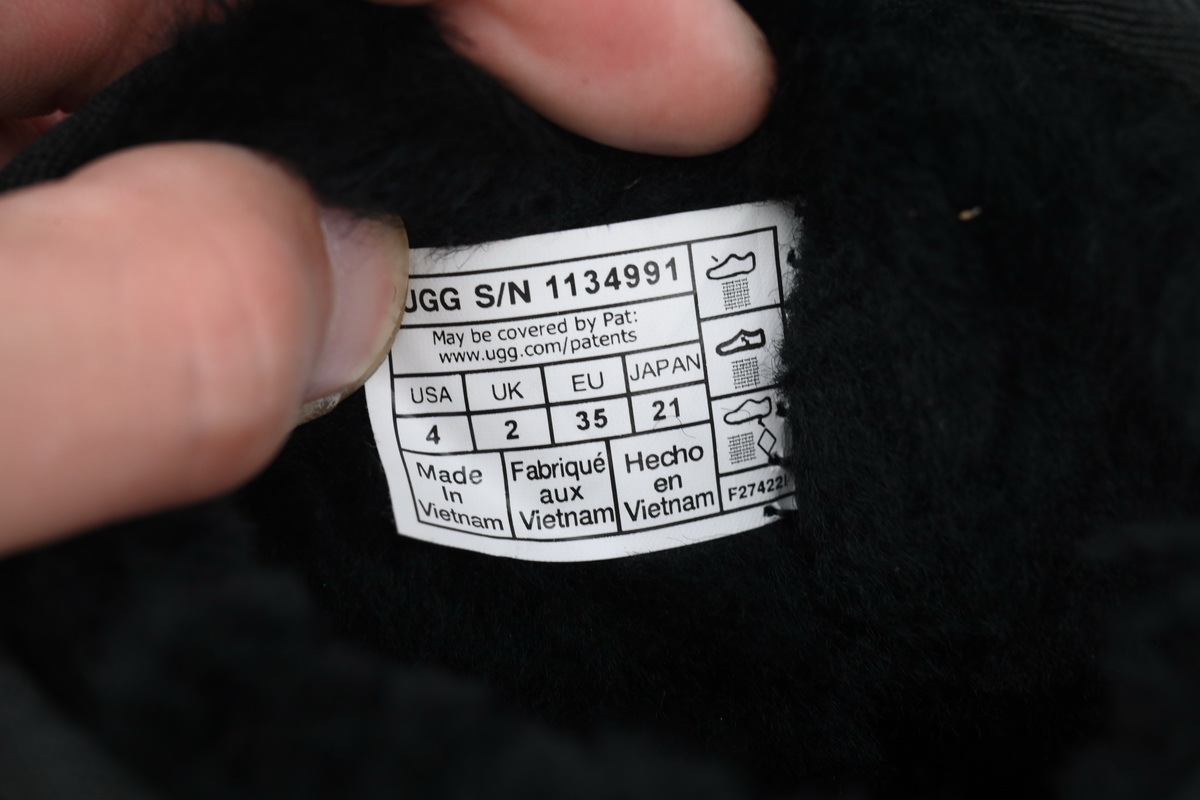 UGG S/N 1134991
May be covered by Pat:
www.ugg.com/patents
USA UK EU JAPAN
4 2 35 21
Made In Vietnam
Fabriqué aux Vietnam
Hecho en Vietnam